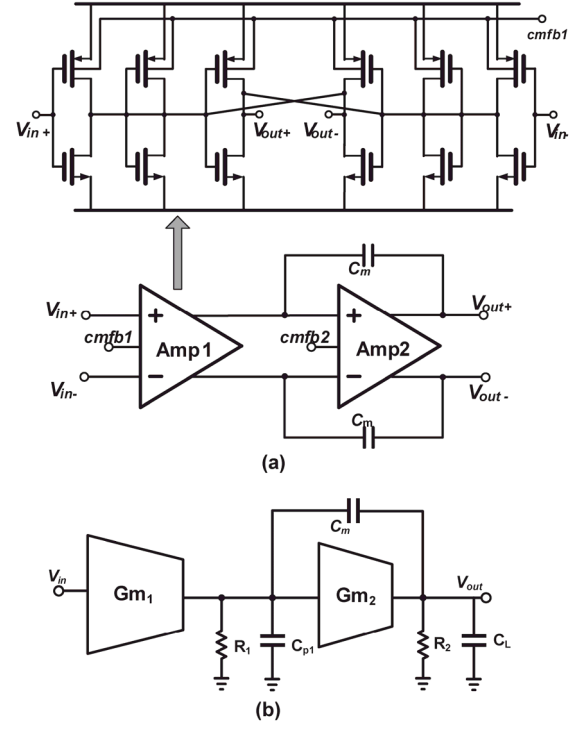 cmfb1
Vin + Vout+ Vout- Vin-
Cm
Vin+ Vout+
cmfb1 cmfb2
+ +
Amp1 Amp2
- -
Vin- Vout -
Cm
(a)
Cm
Vin Vout
Gm1 Gm2
R1 Cp1 R2 CL
(b)